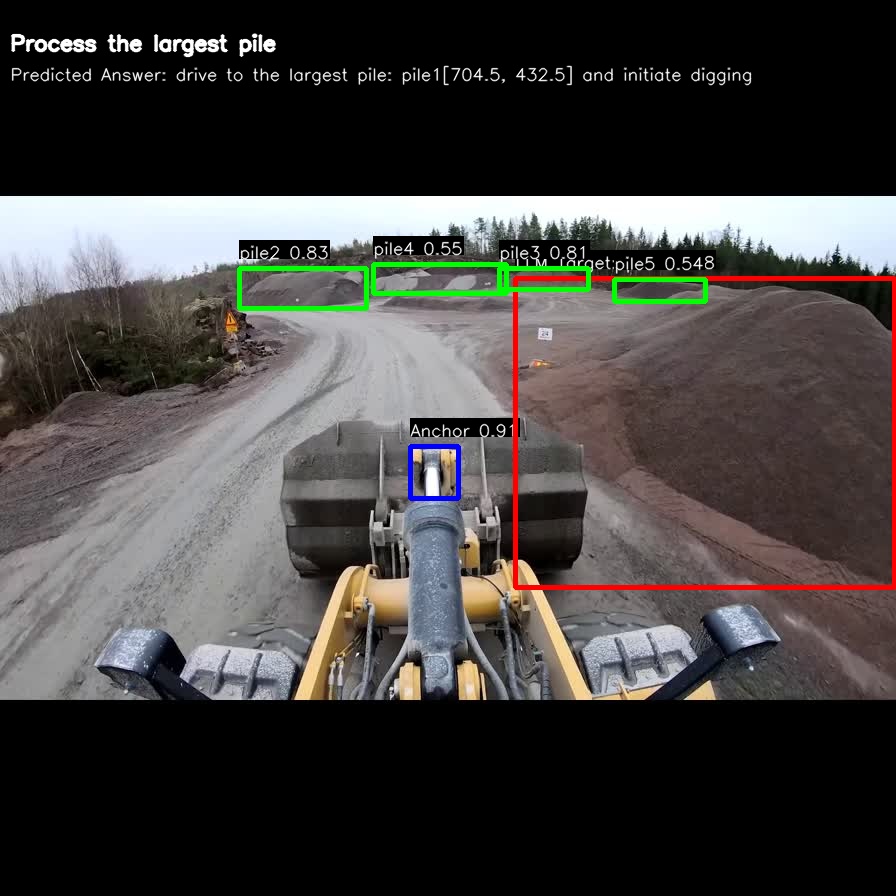 Process the largest pile
Predicted Answer: drive to the largest pile: pile1[704.5, 432.5] and initiate digging
pile2 0.83
pile4 0.55
pile3 0.81
target:
pile5 0.548
24
Anchor 0.91